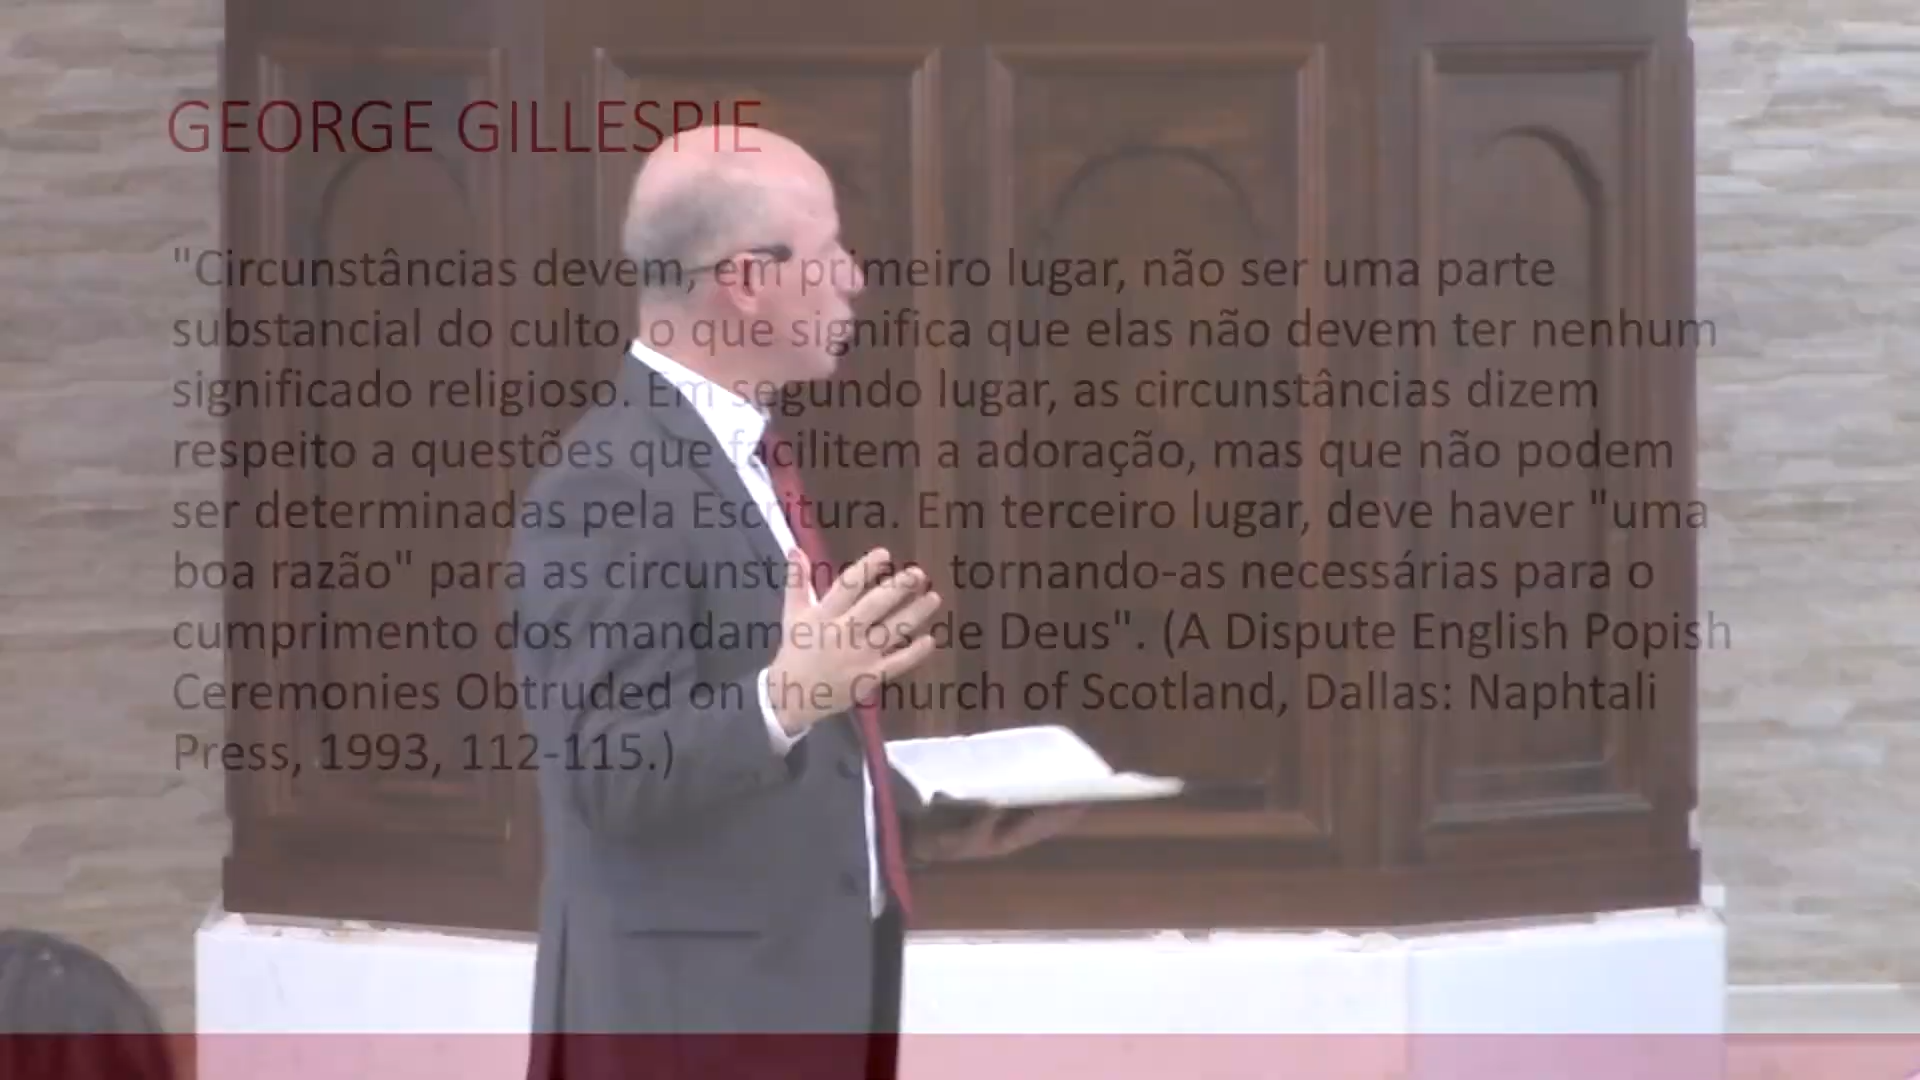 GEORGE GILLESPIE
"Circunstâncias devem, em primeiro lugar, não ser uma parte
substancial do culto, o que significa que elas não devem ter nenhum
significado religioso. Em segundo lugar, as circunstâncias dizem
respeito a questões que facilitem a adoração, mas que não podem
ser determinadas pela Escritura. Em terceiro lugar, deve haver "uma
boa razão" para as circunstâncias, tornando-as necessárias para o
cumprimento dos mandamentos de Deus". (A Dispute English Popish
Ceremonies Obtruded on the Church of Scotland, Dallas: Naphtali
Press, 1993, 112-115.)